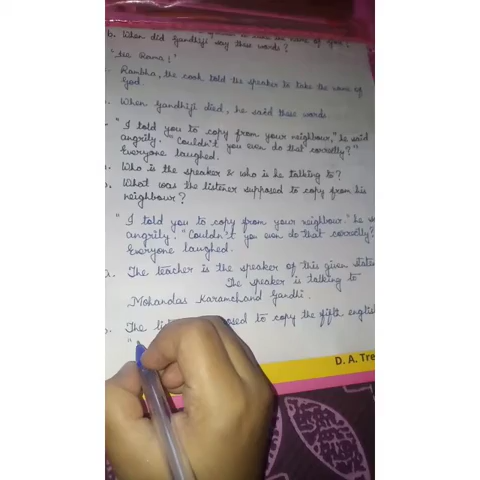 b. When did Gandhiji say these words?
Rama!
Rambha, the cook told
speaker to take the name of
God.
When Gandhiji died, he said these words
"I told you to copy from your neighbour," he said
angrily. "Couldn't you even do that correctly?"
Everyone laughed.
Who is the speaker & who is he talking to?
What was the listener supposed to copy from his
neighbour?
"I told you to copy from your neighbour," he
angrily. "Couldn't you even do that correctly?
Everyone laughed.
The teacher is the speaker of this given
The speaker is talking to
Mohandas Karamchand Gandhi.
The
to copy the fifth
"
D. A. Tre